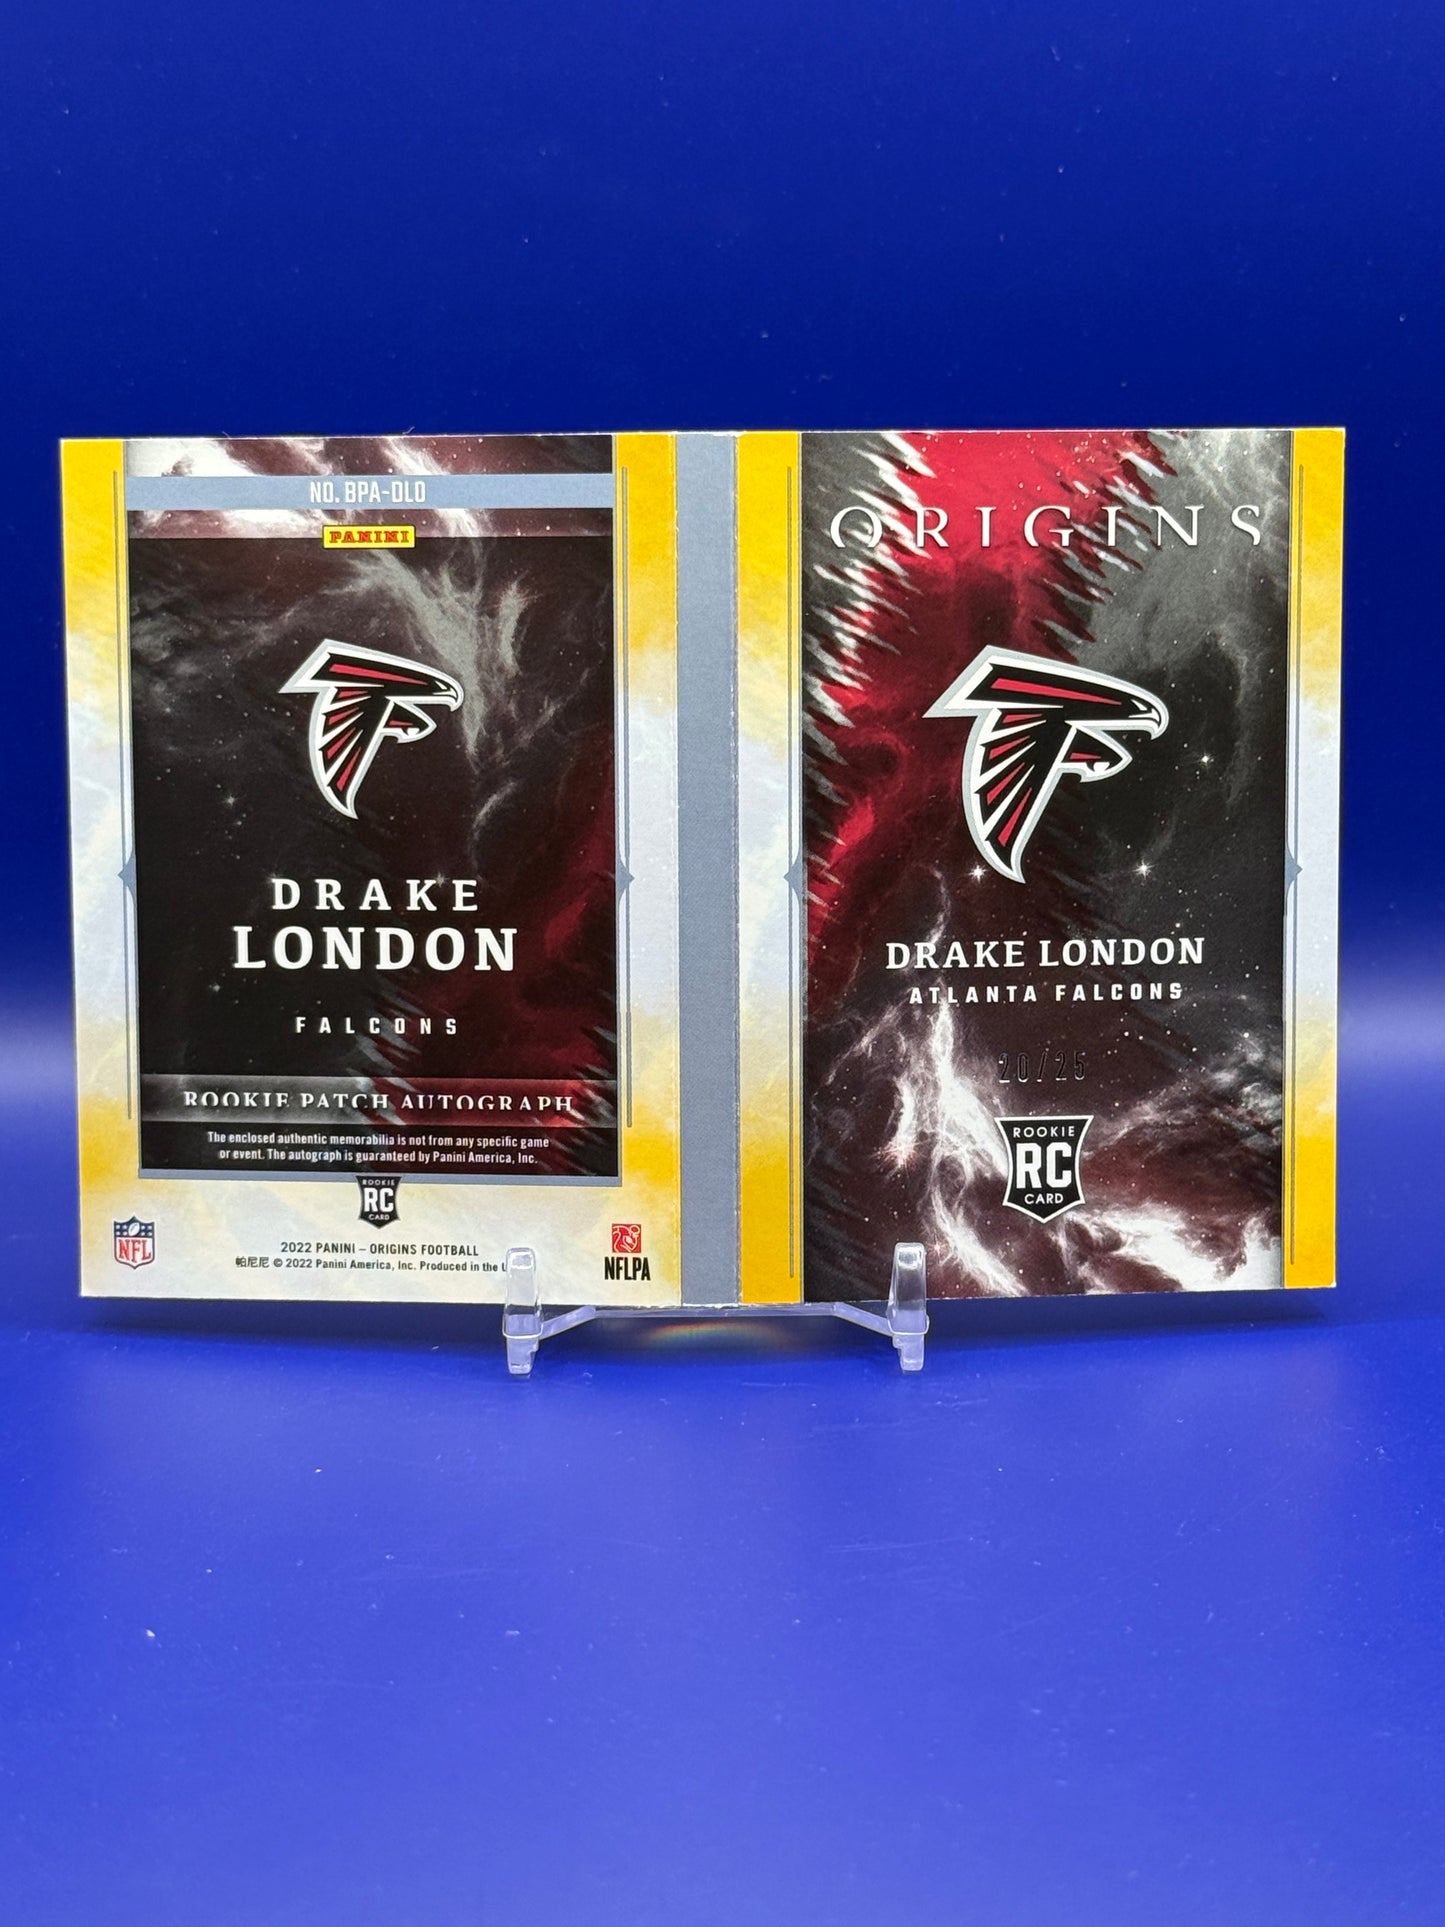 NO. BPA-DLO
PANINI
DRAKE
LONDON
FALCONS
ROOKIE PATCH AUTOGRAPH
The enclosed authentic memorabilia is not from any specific game
or event. The autograph is guaranteed by Panini America, Inc.
ROOKIE
RC
CARD
NFL
2022 PANINI – ORIGINS FOOTBALL
帕尼尼 © 2022 Panini America, Inc. Produced in the
NFLPA
ORIGINS
DRAKE LONDON
ATLANTA FALCONS
20/25
ROOKIE
RC
CARD